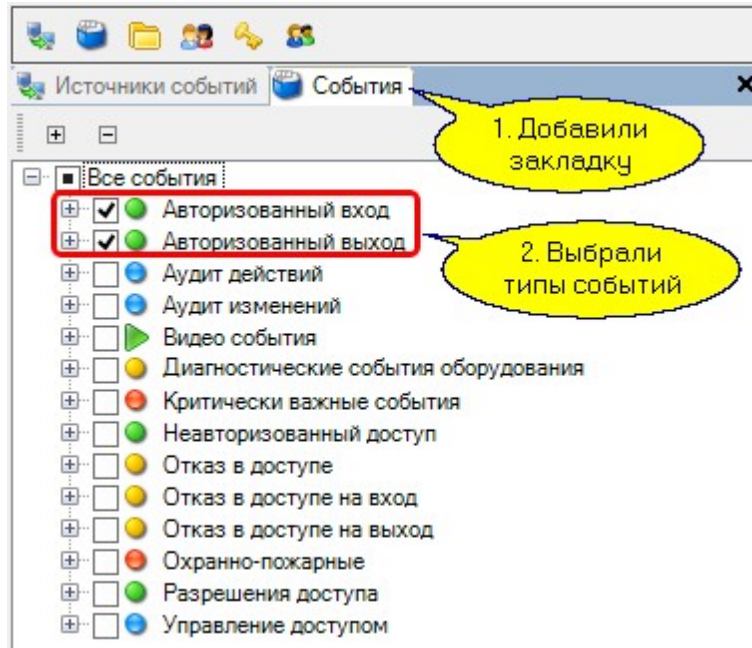 Источники событий
События
1. Добавили
закладку
Все события
Авторизованный вход
Авторизованный выход
2. Выбрали
типы событий
Аудит действий
Аудит изменений
Видео события
Диагностические события оборудования
Критически важные события
Неавторизованный доступ
Отказ в доступе
Отказ в доступе на вход
Отказ в доступе на выход
Охранно-пожарные
Разрешения доступа
Управление доступом